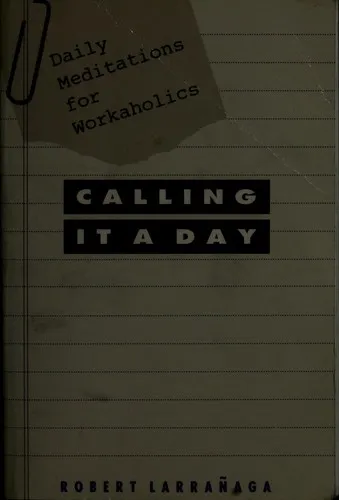 Daily
Meditations
for
Workaholics
CALLING
IT A DAY
ROBERT LARRAÑAGA